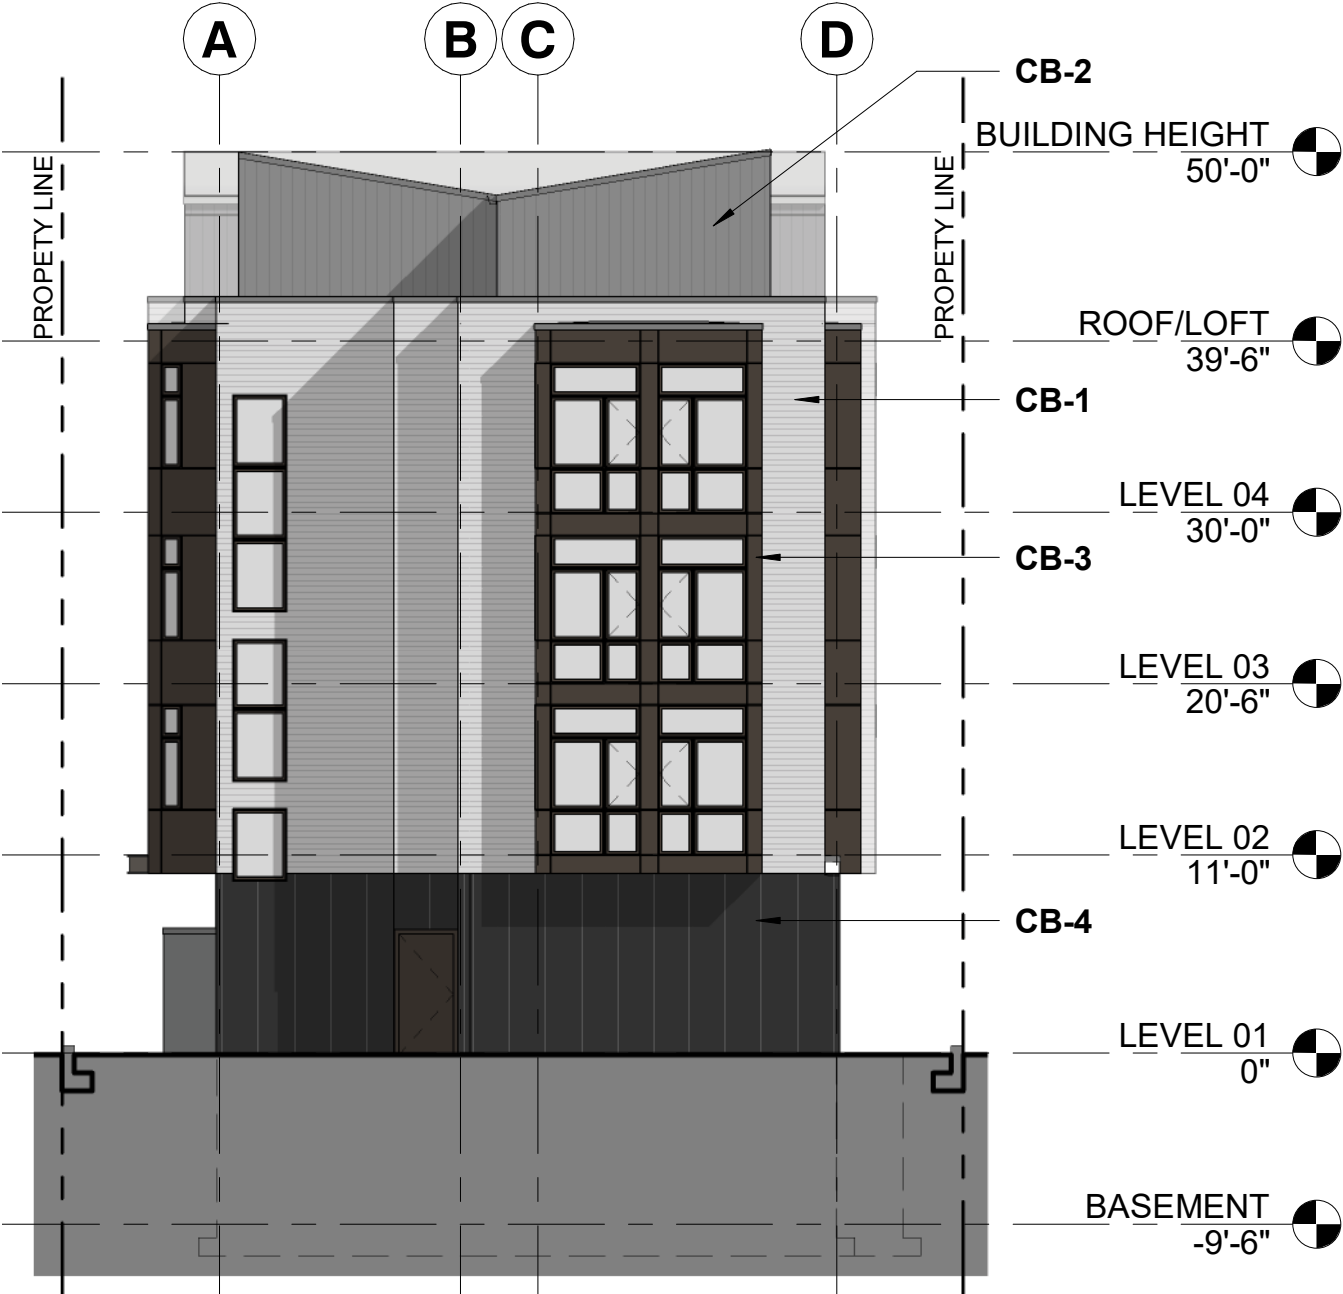 A B C D
CB-2
BUILDING HEIGHT
50'-0"
PROPETY LINE
PROPETY LINE
ROOF/LOFT
39'-6"
CB-1
LEVEL 04
30'-0"
CB-3
LEVEL 03
20'-6"
LEVEL 02
11'-0"
CB-4
LEVEL 01
0"
BASEMENT
-9'-6"